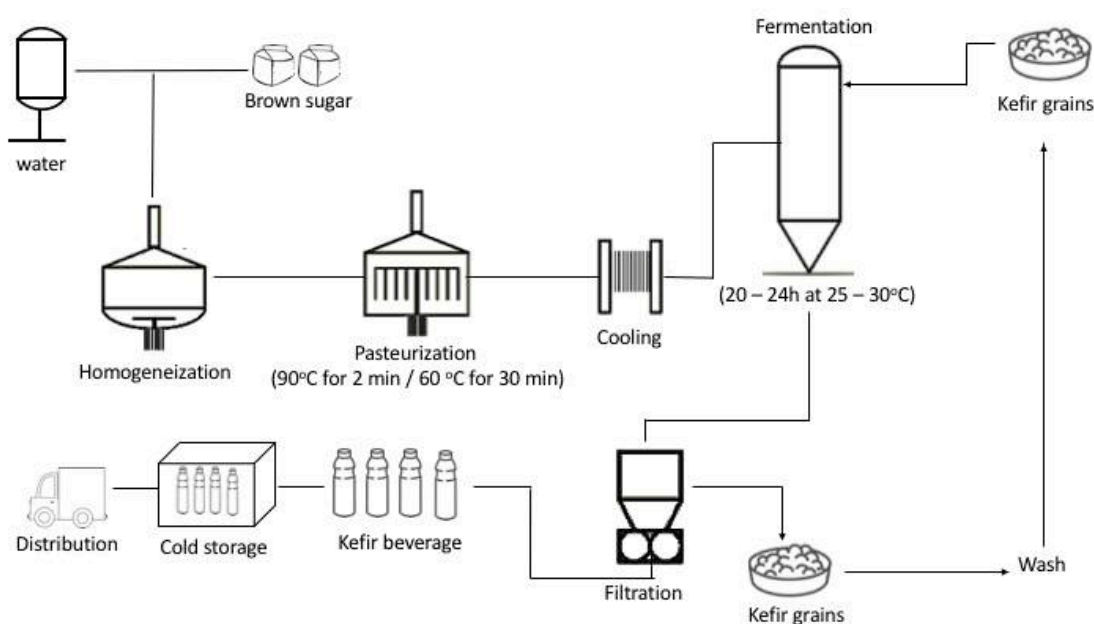 Fermentation
Brown sugar
Kefir grains
water
(20 – 24h at 25 – 30ºC)
Cooling
Pasteurization
(90ºC for 2 min / 60 ºC for 30 min)
Homogeneization
Distribution
Cold storage
Kefir beverage
Filtration
Kefir grains
Wash